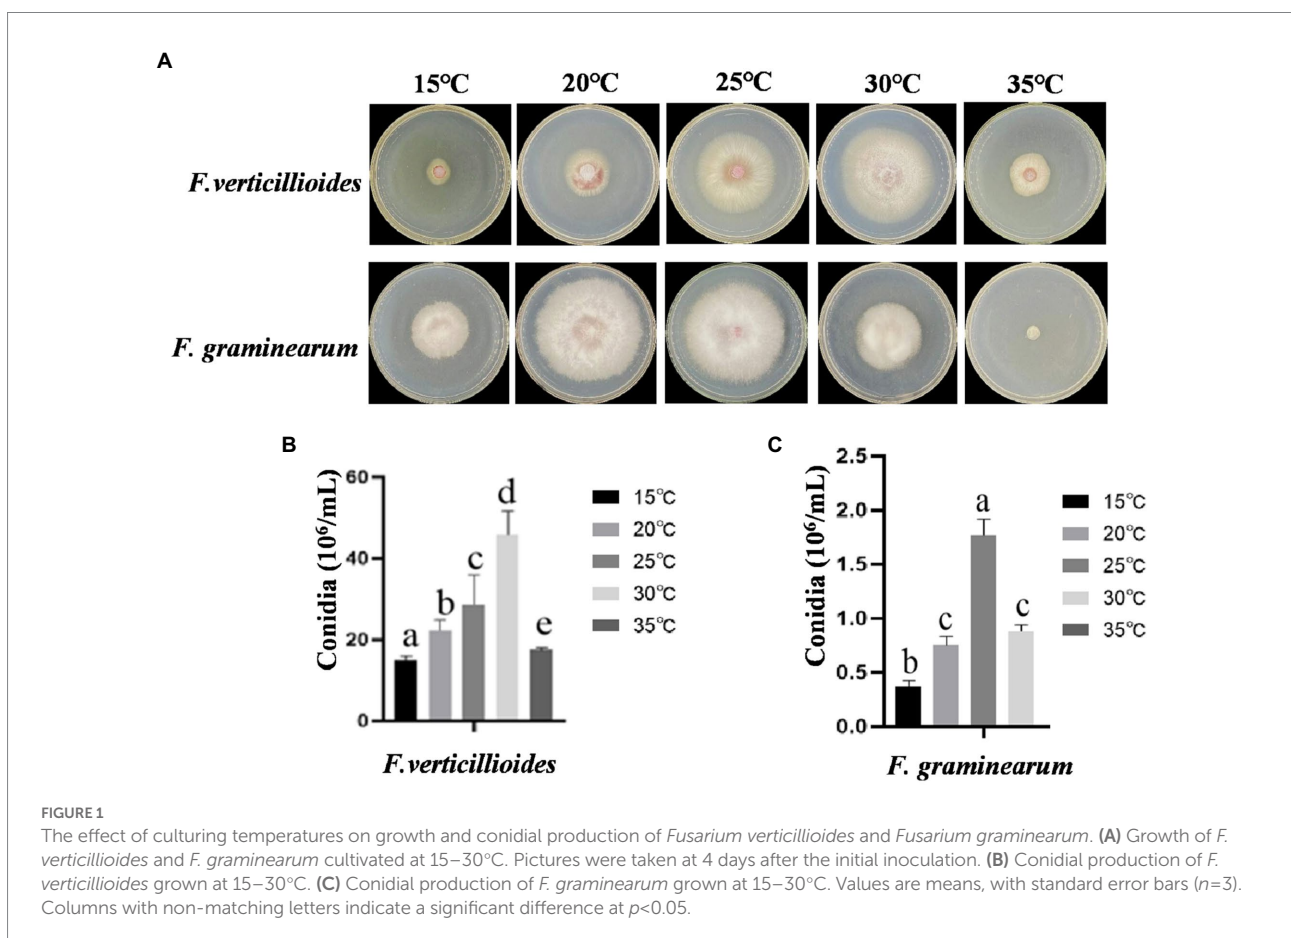 A
15°C 20°C 25°C 30°C 35°C
F.verticillioides
F. graminearum
B
Conidia (10⁶/mL)
60
40
20
0
a b c d e
15℃
20℃
25℃
30℃
35℃
F.verticillioides
C
Conidia (10⁶/mL)
2.5
2.0
1.5
1.0
0.5
0.0
b c a c
15℃
20℃
25℃
30℃
35℃
F. graminearum
FIGURE 1
The effect of culturing temperatures on growth and conidial production of Fusarium verticillioides and Fusarium graminearum. (A) Growth of F.
verticillioides and F. graminearum cultivated at 15–30°C. Pictures were taken at 4 days after the initial inoculation. (B) Conidial production of F.
verticillioides grown at 15–30°C. (C) Conidial production of F. graminearum grown at 15–30°C. Values are means, with standard error bars (n=3).
Columns with non-matching letters indicate a significant difference at p<0.05.